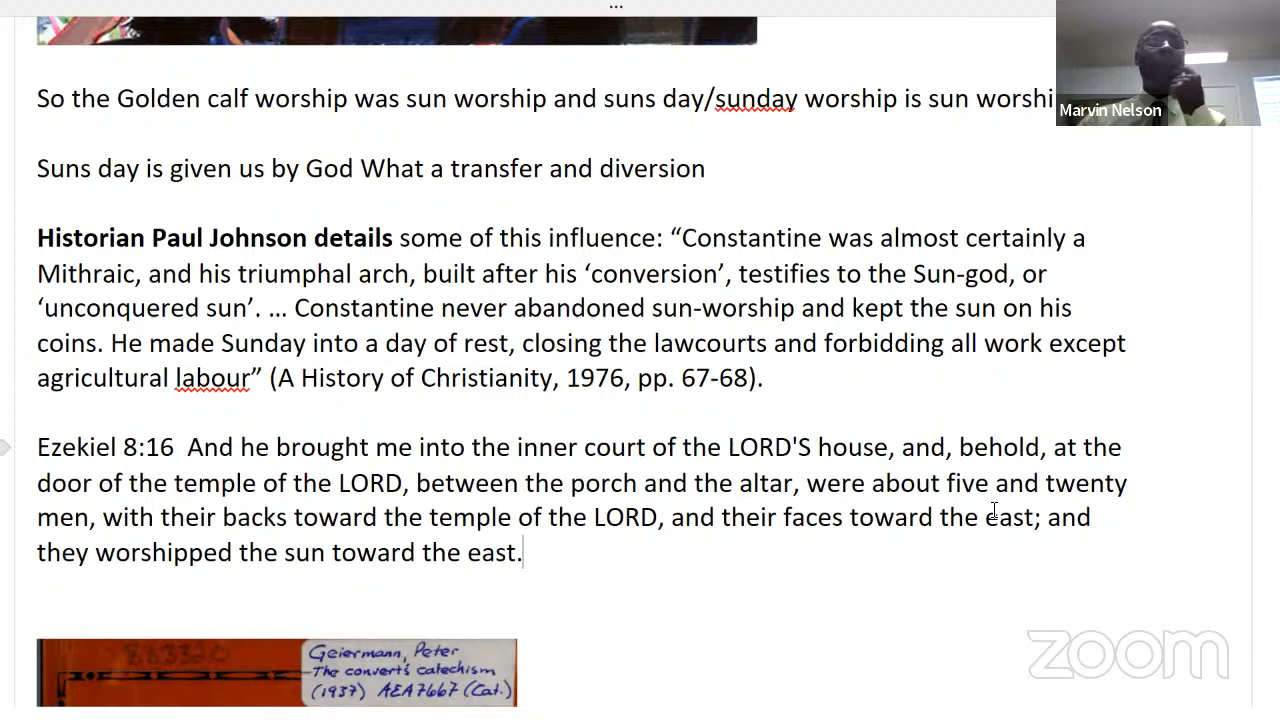 ...
Marvin Nelson
So the Golden calf worship was sun worship and suns day/sunday worship is sun worshi
Suns day is given us by God What a transfer and diversion
Historian Paul Johnson details some of this influence: “Constantine was almost certainly a
Mithraic, and his triumphal arch, built after his ‘conversion’, testifies to the Sun-god, or
‘unconquered sun’. ... Constantine never abandoned sun-worship and kept the sun on his
coins. He made Sunday into a day of rest, closing the lawcourts and forbidding all work except
agricultural labour” (A History of Christianity, 1976, pp. 67-68).
Ezekiel 8:16  And he brought me into the inner court of the LORD'S house, and, behold, at the
door of the temple of the LORD, between the porch and the altar, were about five and twenty
men, with their backs toward the temple of the LORD, and their faces toward the east; and
they worshipped the sun toward the east.
863320
Geiermann, Peter
The convert's catechism
(1937) AEA7667 (Cat.)
zoom